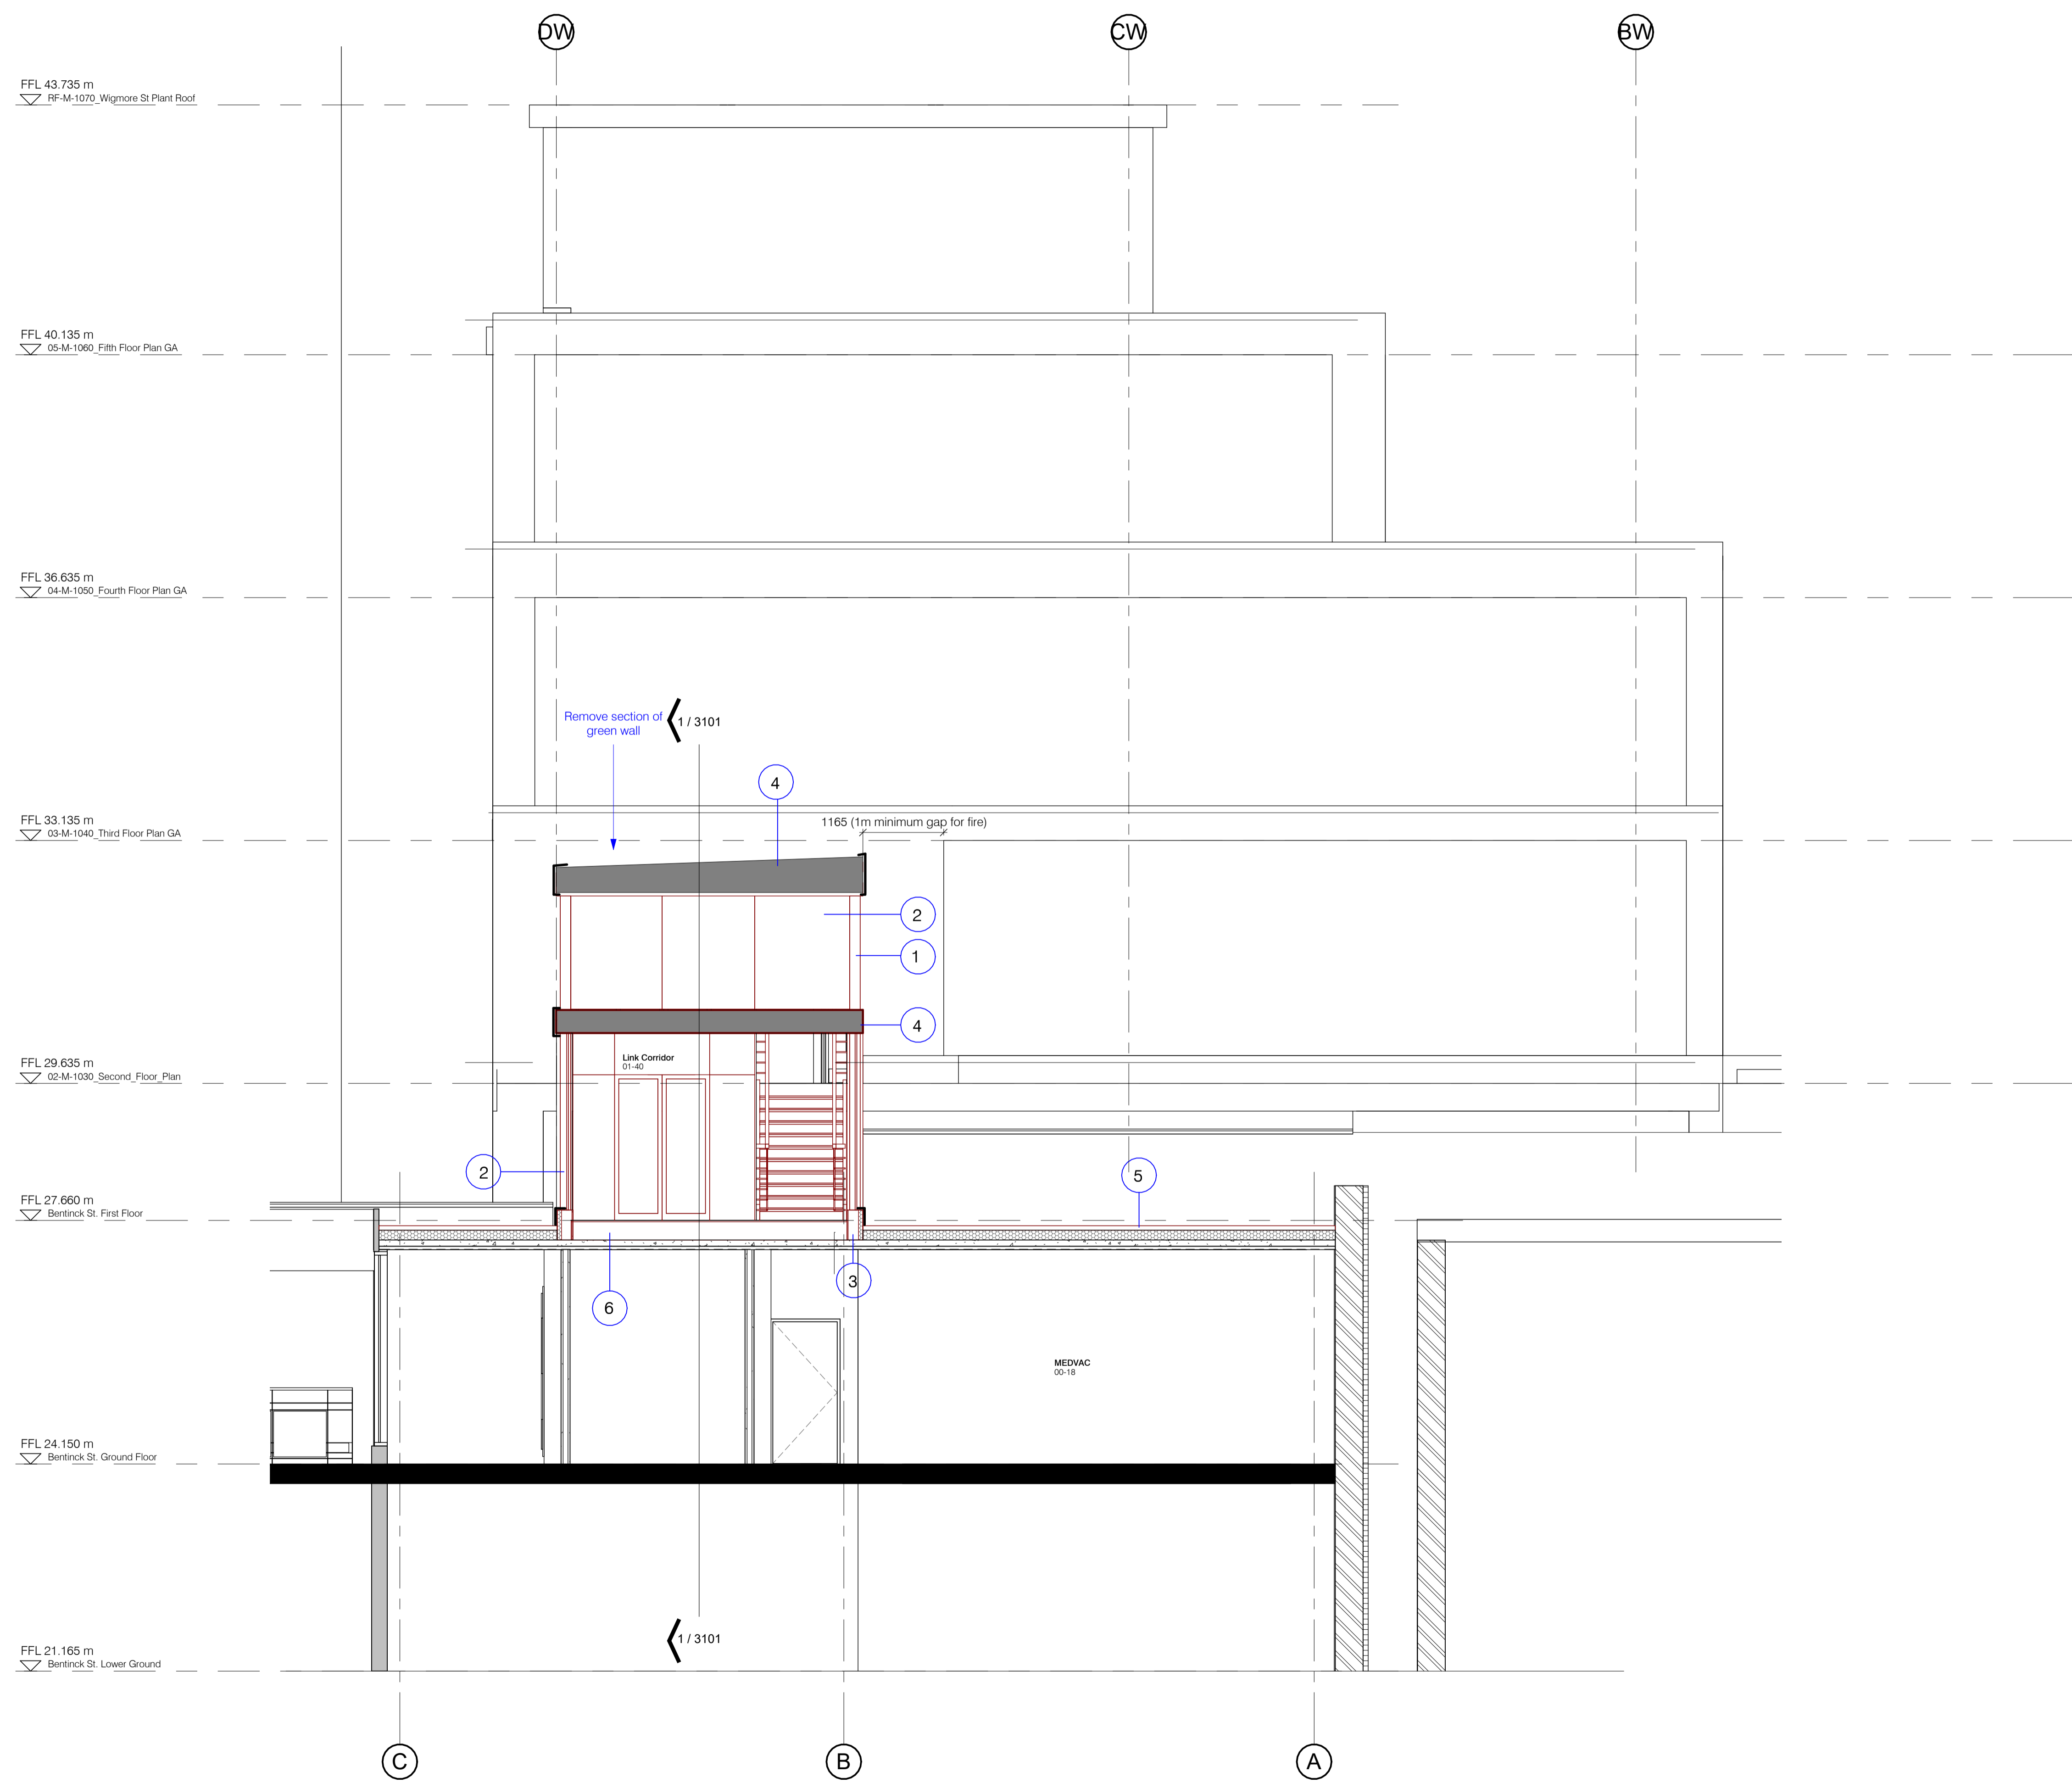 DW
CW
BW
FFL 43.735 m
RF-M-1070_Wigmore St Plant Roof
FFL 40.135 m
05-M-1060_Fifth Floor Plan GA
FFL 36.635 m
04-M-1050_Fourth Floor Plan GA
Remove section of
green wall
1 / 3101
4
FFL 33.135 m
03-M-1040_Third Floor Plan GA
1165 (1m minimum gap for fire)
2
1
4
Link Corridor
01-40
FFL 29.635 m
02-M-1030_Second_Floor_Plan
2
5
FFL 27.660 m
Bentinck St. First Floor
3
6
MEDVAC
00-18
FFL 24.150 m
Bentinck St. Ground Floor
1 / 3101
FFL 21.165 m
Bentinck St. Lower Ground
C
B
A